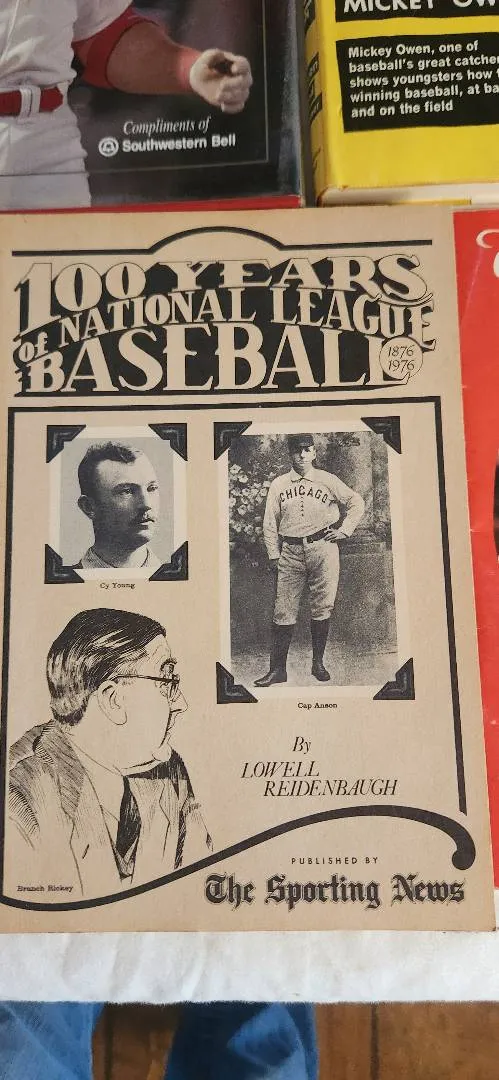 Compliments of
Southwestern Bell
MICKEY
Mickey Owen, one of
baseball's great
shows youngsters how
winning baseball, at
and on the field
100 YEARS
of NATIONAL LEAGUE
BASEBALL
1876
1976
CHICAGO
Cy Young
Cap Anson
By
LOWELL
REIDENBAUGH
Branch Rickey
PUBLISHED BY
The Sporting News